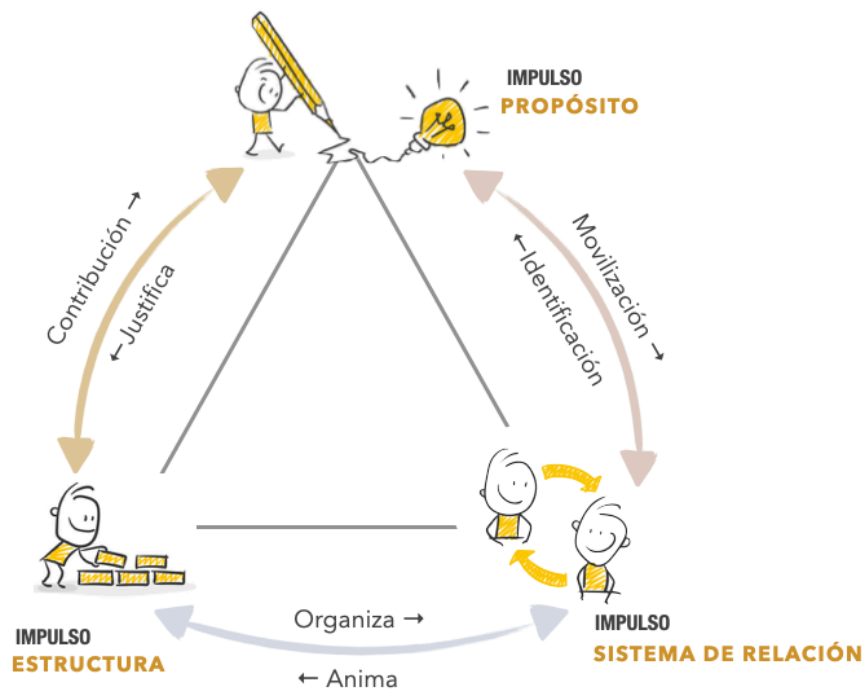 IMPULSO
PROPÓSITO
Contribución →
← Justifica
Movilización →
← Identificación
Organiza →
← Anima
IMPULSO
ESTRUCTURA
IMPULSO
SISTEMA DE RELACIÓN